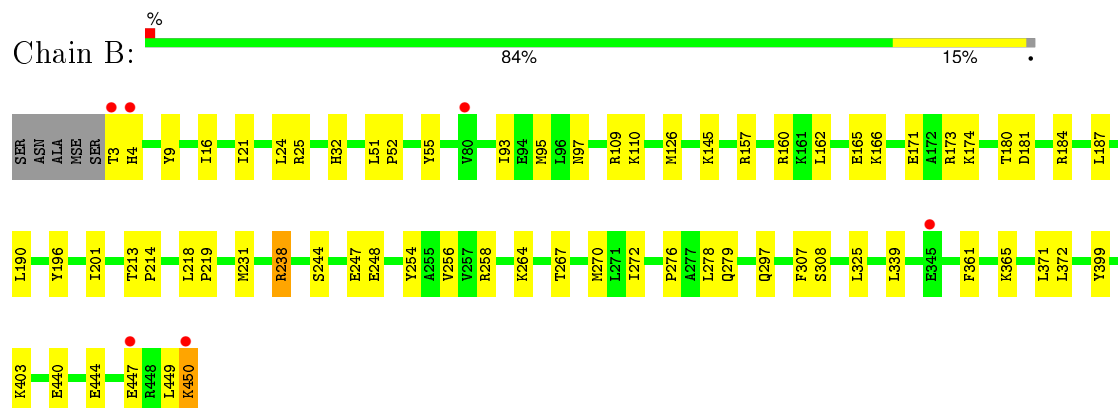 %
Chain B:
84% 15% •
SER ASN ALA MSE SER T3 H4 Y9 I16 I21 L24 R25 H32 L51 P52 Y55 V80 I93 E94 M95 L96 N97 R109 K110 M126 K145 R157 R160 K161 L162 E165 K166 E171 A172 R173 K174 T180 D181 R184 L187
L190 Y196 I201 T213 P214 L218 P219 M231 R238 S244 E247 E248 Y254 A255 V256 V257 R258 K264 T267 M270 L271 I272 P276 A277 L278 Q279 Q297 F307 S308 L325 L339 E345 F361 K365 L371 L372 Y399
K403 E440 E444 E447 R448 L449 K450